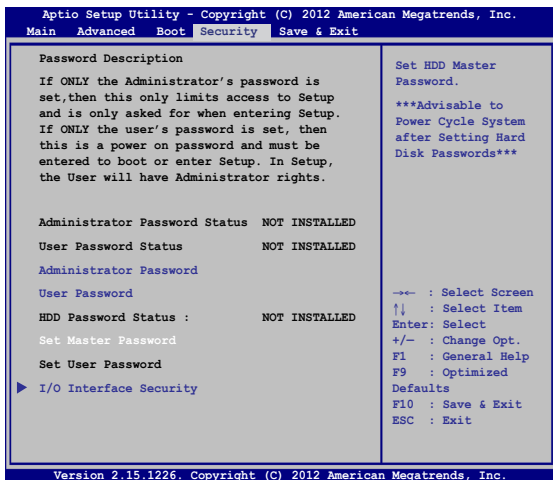 Aptio Setup Utility - Copyright (C) 2012 American Megatrends, Inc.
Main Advanced Boot Security Save & Exit
Password Description
If ONLY the Administrator's password is
set,then this only limits access to Setup
and is only asked for when entering Setup.
If ONLY the user's password is set, then
this is a power on password and must be
entered to boot or enter Setup. In Setup,
the User will have Administrator rights.
Administrator Password Status NOT INSTALLED
User Password Status NOT INSTALLED
Administrator Password
User Password
HDD Password Status : NOT INSTALLED
Set Master Password
Set User Password
I/O Interface Security
Set HDD Master
Password.
***Advisable to
Power Cycle System
after Setting Hard
Disk Passwords***
→← : Select Screen
↑↓ : Select Item
Enter: Select
+/— : Change Opt.
F1 : General Help
F9 : Optimized
Defaults
F10 : Save & Exit
ESC : Exit
Version 2.15.1226. Copyright (C) 2012 American Megatrends, Inc.